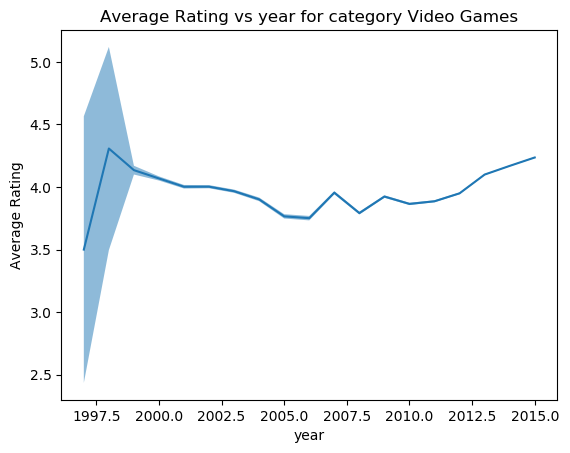 Average Rating vs year for category Video Games
5.0
4.5
4.0
3.5
3.0
2.5
Average Rating
1997.5 2000.0 2002.5 2005.0 2007.5 2010.0 2012.5 2015.0
year